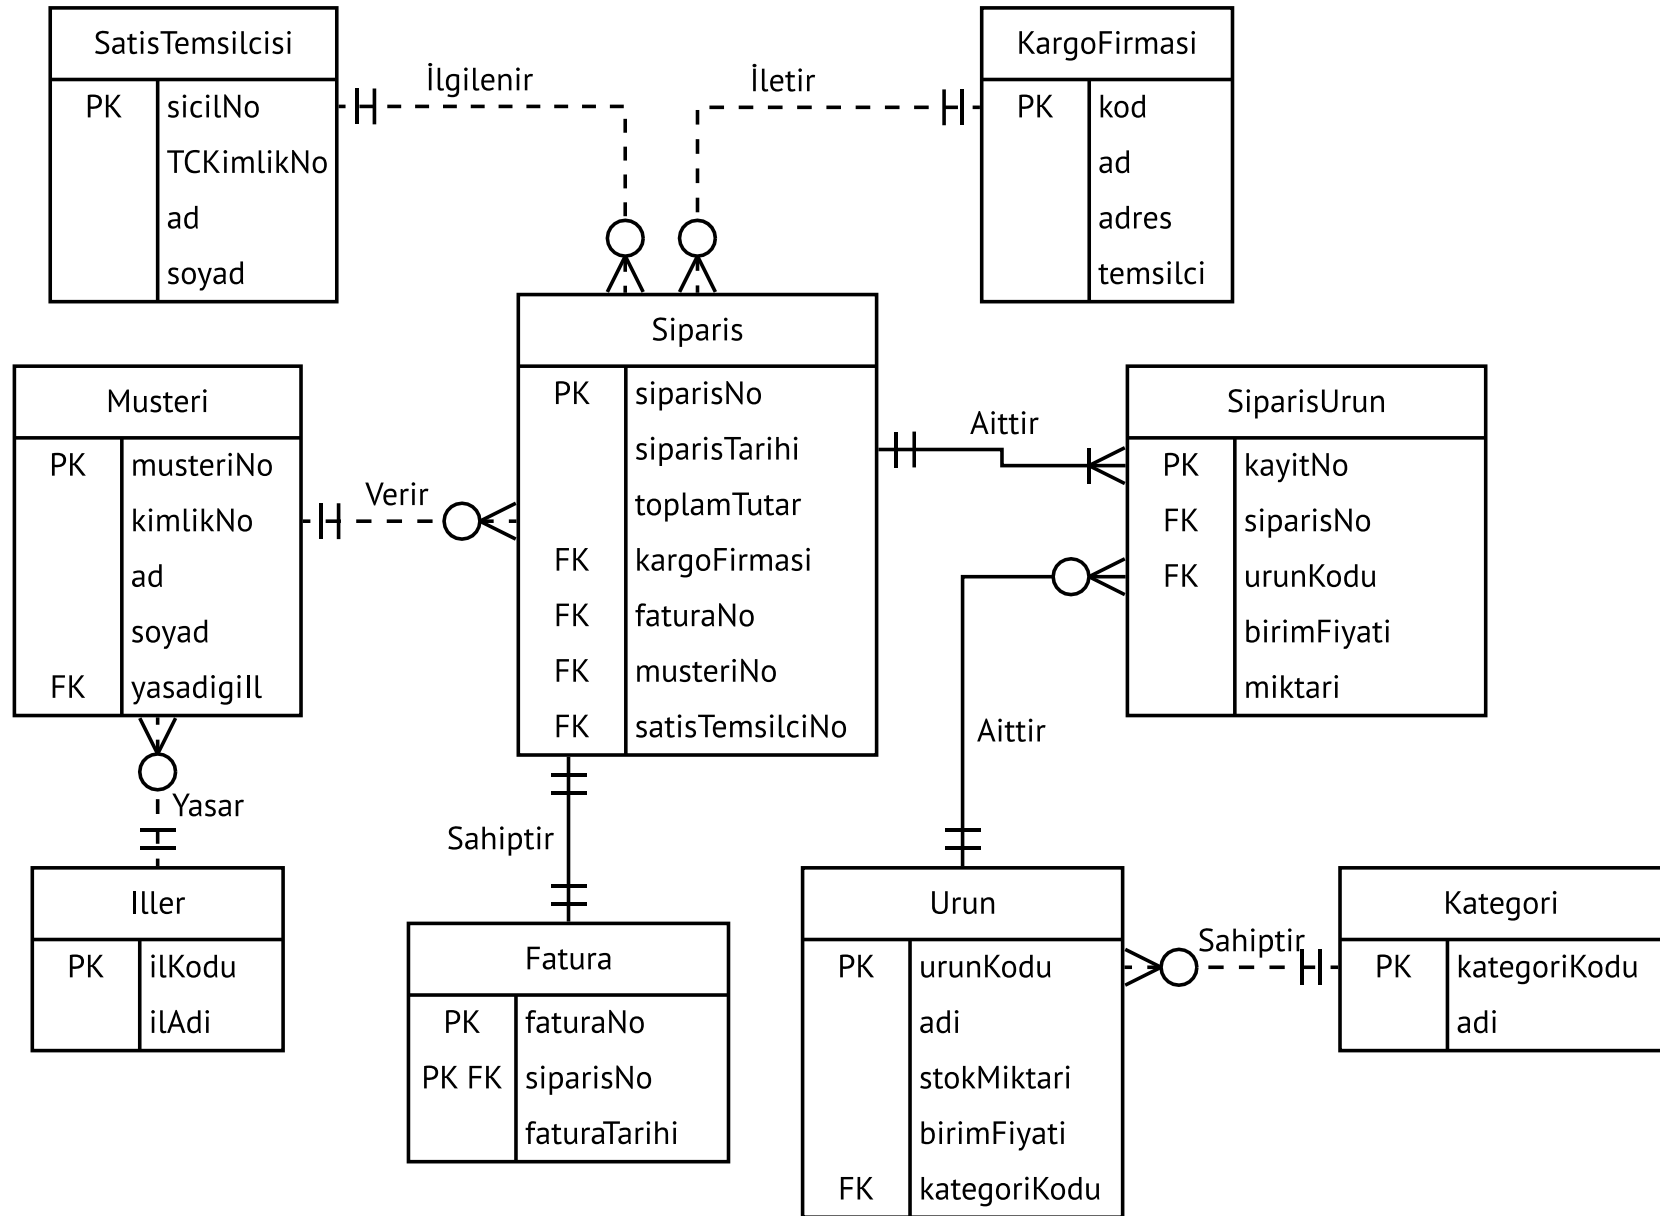 SatisTemsilcisi
PK sicilNo
TCKimlikNo
ad
soyad
İlgilenir
İletir
KargoFirmasi
PK kod
ad
adres
temsilci
Siparis
PK siparisNo
siparisTarihi
toplamTutar
FK kargoFirmasi
FK faturaNo
FK musteriNo
FK satisTemsilciNo
Musteri
PK musteriNo
kimlikNo
ad
soyad
FK yasadigiIl
Verir
Aittir
SiparisUrun
PK kayitNo
FK siparisNo
FK urunKodu
birimFiyati
miktari
Aittir
Yasar
Sahiptir
Iller
PK ilKodu
ilAdi
Fatura
PK faturaNo
PK FK siparisNo
faturaTarihi
Urun
PK urunKodu
adi
stokMiktari
birimFiyati
FK kategoriKodu
Sahiptir
Kategori
PK kategoriKodu
adi